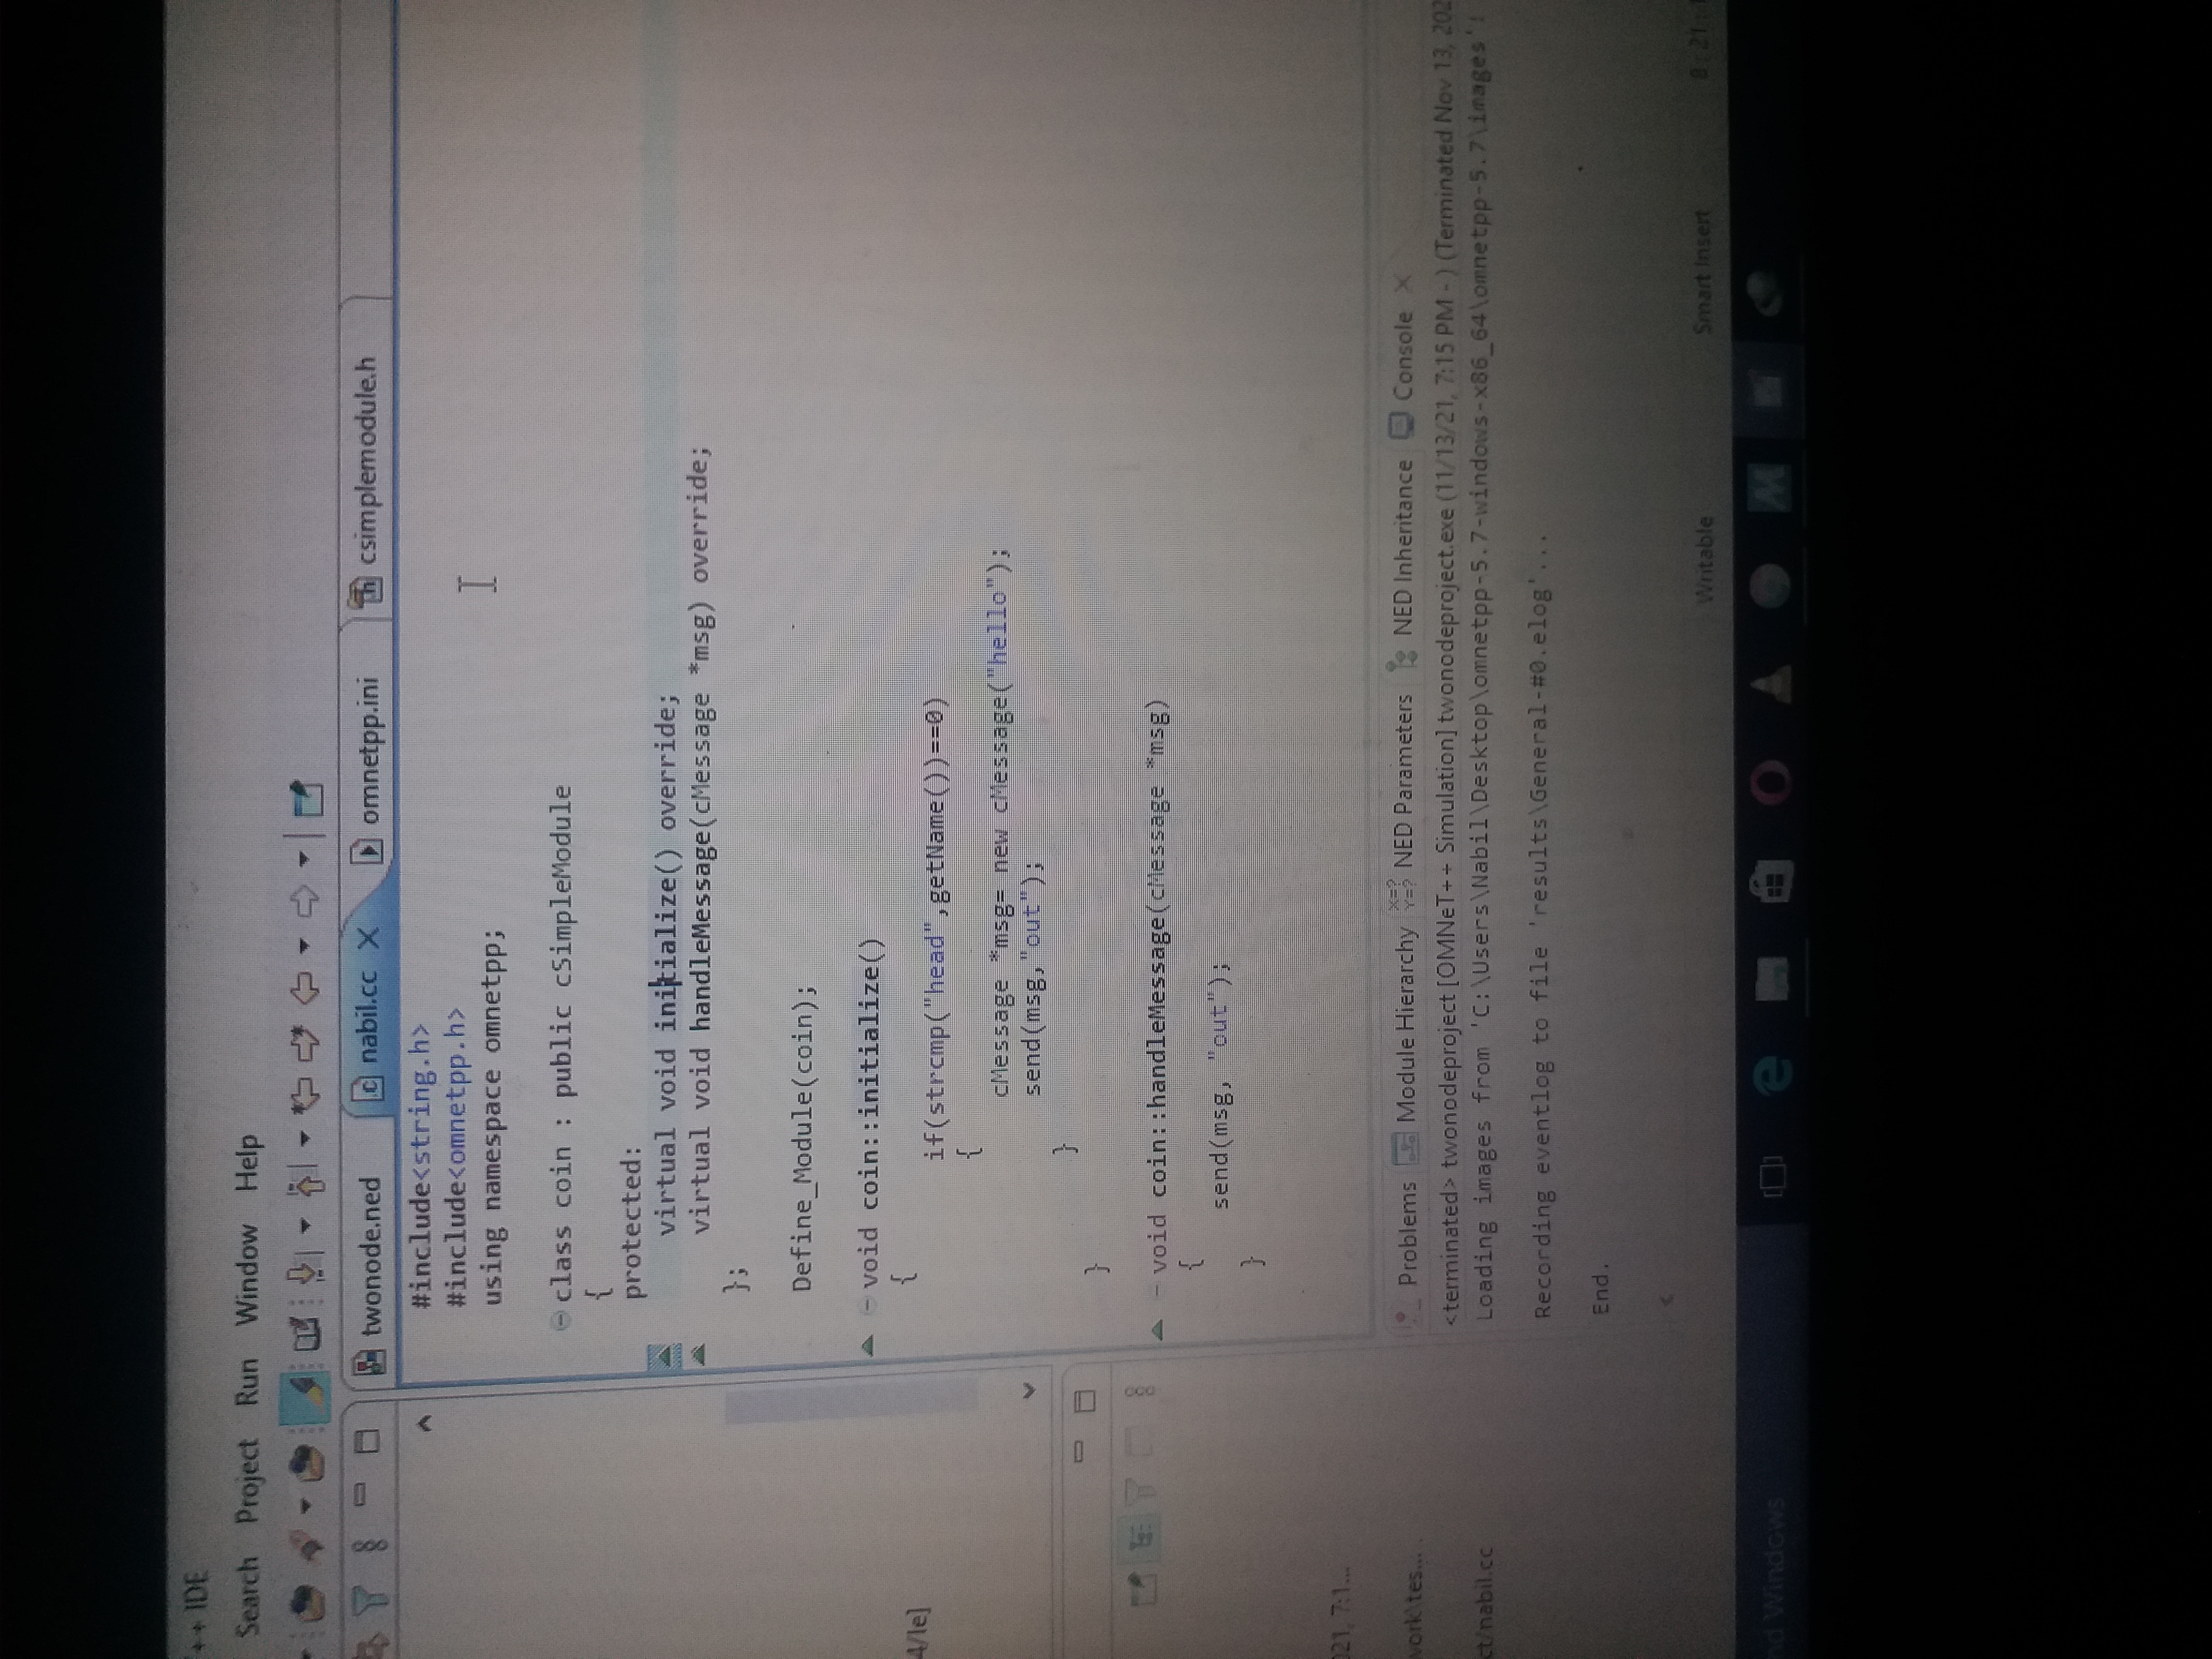 ++ IDE
Search Project Run Window Help
twonode.ned nabil.cc omnetpp.ini csimplemodule.h
#include<string.h>
#include<omnetpp.h>
using namespace omnetpp;
class coin : public cSimpleModule
{
protected:
virtual void initialize() override;
virtual void handleMessage(cMessage *msg) override;
};
Define_Module(coin);
void coin::initialize()
{
if(strcmp("head",getName())==0)
{
cMessage *msg= new cMessage("hello");
send(msg,"out");
}
}
void coin::handleMessage(cMessage *msg)
{
send(msg, "out");
}
4/le]
021, 7:1...
work\tes...
ct/nabil.cc
Problems Module Hierarchy X=? Y=? NED Parameters NED Inheritance Console
<terminated> twonodeproject [OMNeT++ Simulation] twonodeproject.exe (11/13/21, 7:15 PM - ) (Terminated Nov 13, 202
Loading images from 'C:\Users\Nabil\Desktop\omnetpp-5.7-windows-x86_64\omnetpp-5.7\images':
Recording eventlog to file 'results\General-#0.elog'...
End.
Writable Smart Insert 8 : 21 :
nd Windows